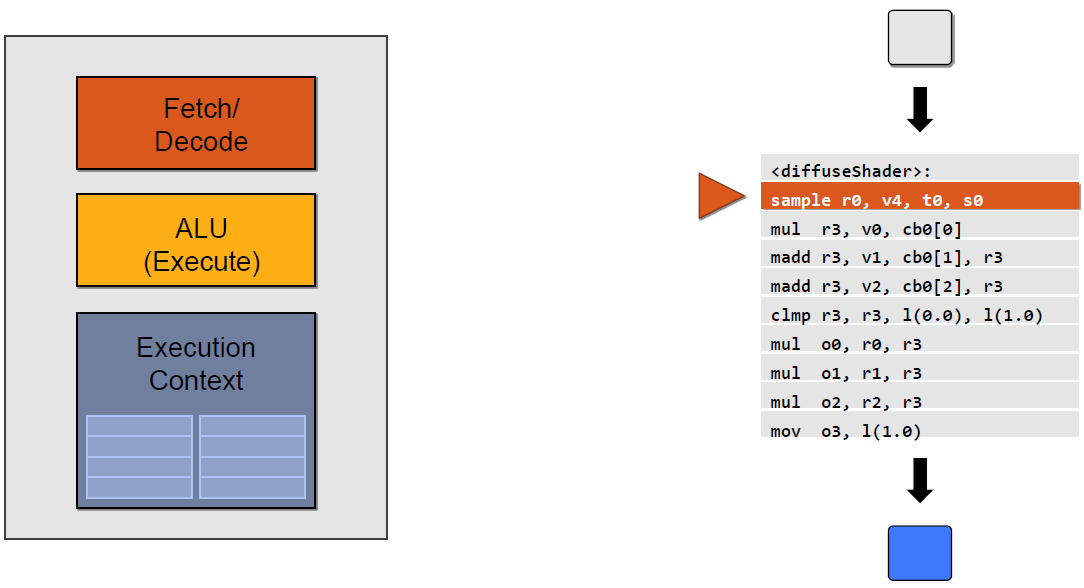 Fetch/
Decode
ALU
(Execute)
Execution
Context
<diffuseShader>:
sample r0, v4, t0, s0
mul  r3, v0, cb0[0]
madd r3, v1, cb0[1], r3
madd r3, v2, cb0[2], r3
clmp r3, r3, l(0.0), l(1.0)
mul  o0, r0, r3
mul  o1, r1, r3
mul  o2, r2, r3
mov  o3, l(1.0)